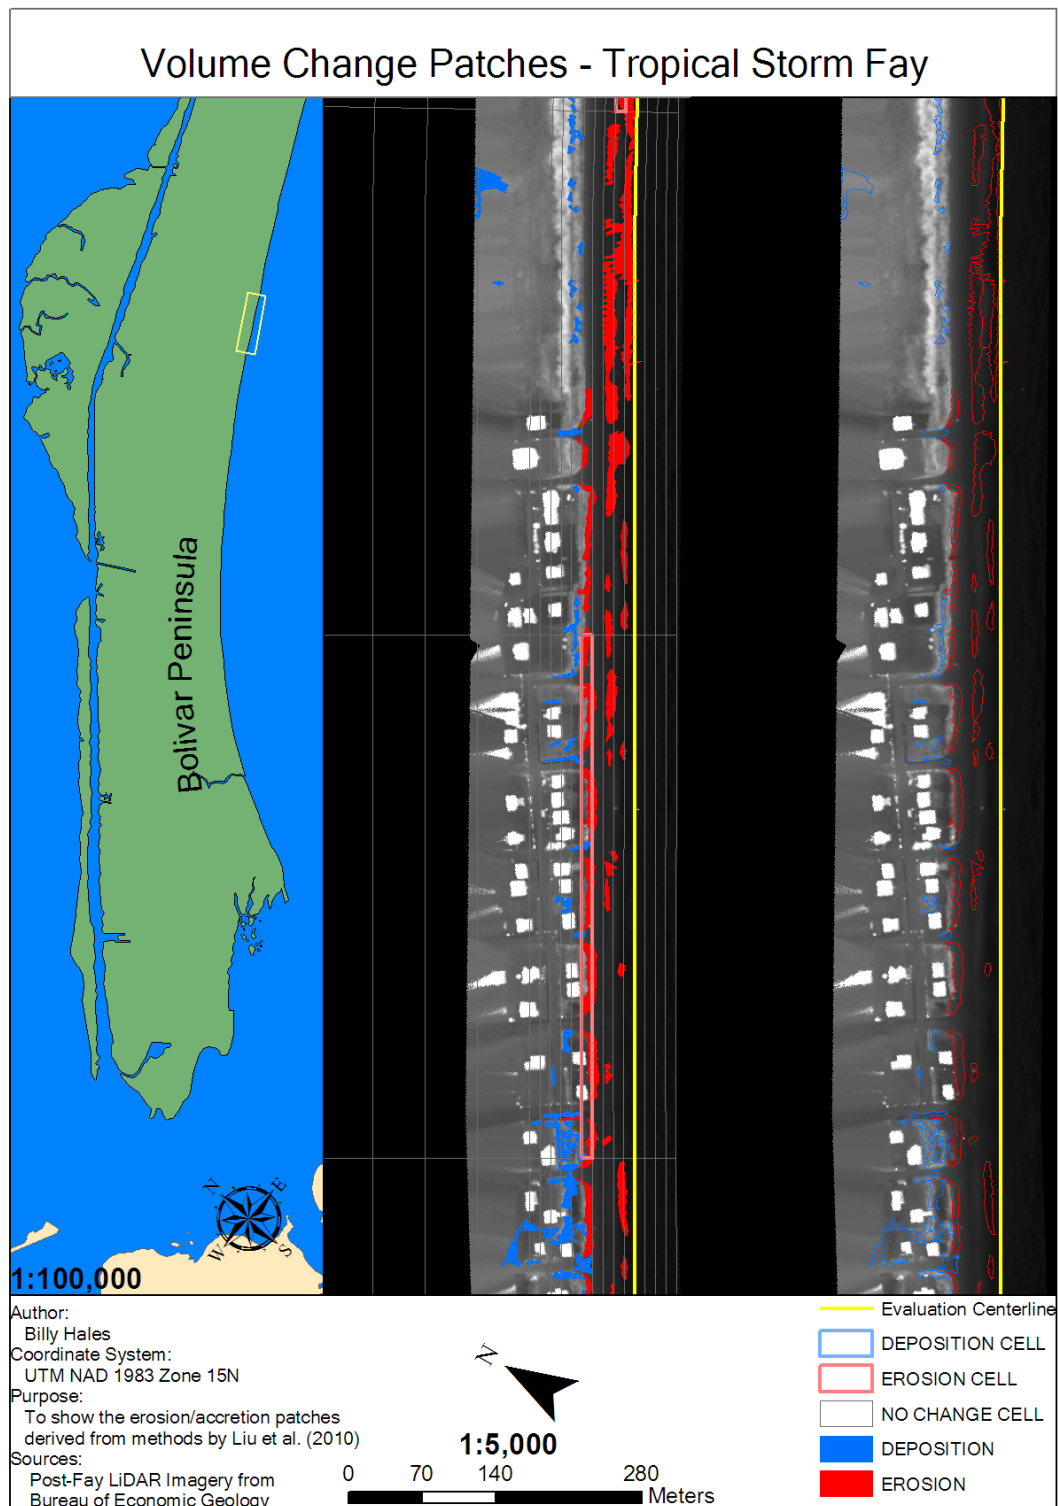 Volume Change Patches - Tropical Storm Fay
Bolivar Peninsula
N
E
W
S
1:100,000
Author:
Billy Hales
Coordinate System:
UTM NAD 1983 Zone 15N
Purpose:
To show the erosion/accretion patches
derived from methods by Liu et al. (2010)
Sources:
Post-Fay LiDAR Imagery from
Bureau of Economic Geology
N
1:5,000
0 70 140 280
Meters
Evaluation Centerline
DEPOSITION CELL
EROSION CELL
NO CHANGE CELL
DEPOSITION
EROSION